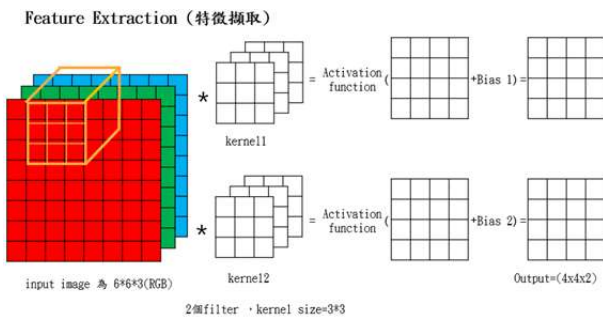 Feature Extraction (特徵擷取)
* = Activation function ( +Bias 1) =
kernel1
* = Activation function ( +Bias 2) =
kernel2
input image 為 6*6*3(RGB)
Output=(4x4x2)
2個filter ,kernel size=3*3